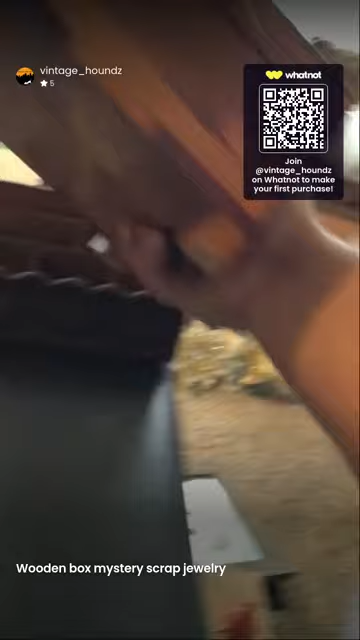 vintage_houndz
★ 5
whatnot
Join
@vintage_houndz
on Whatnot to make
your first purchase!
Wooden box mystery scrap jewelry